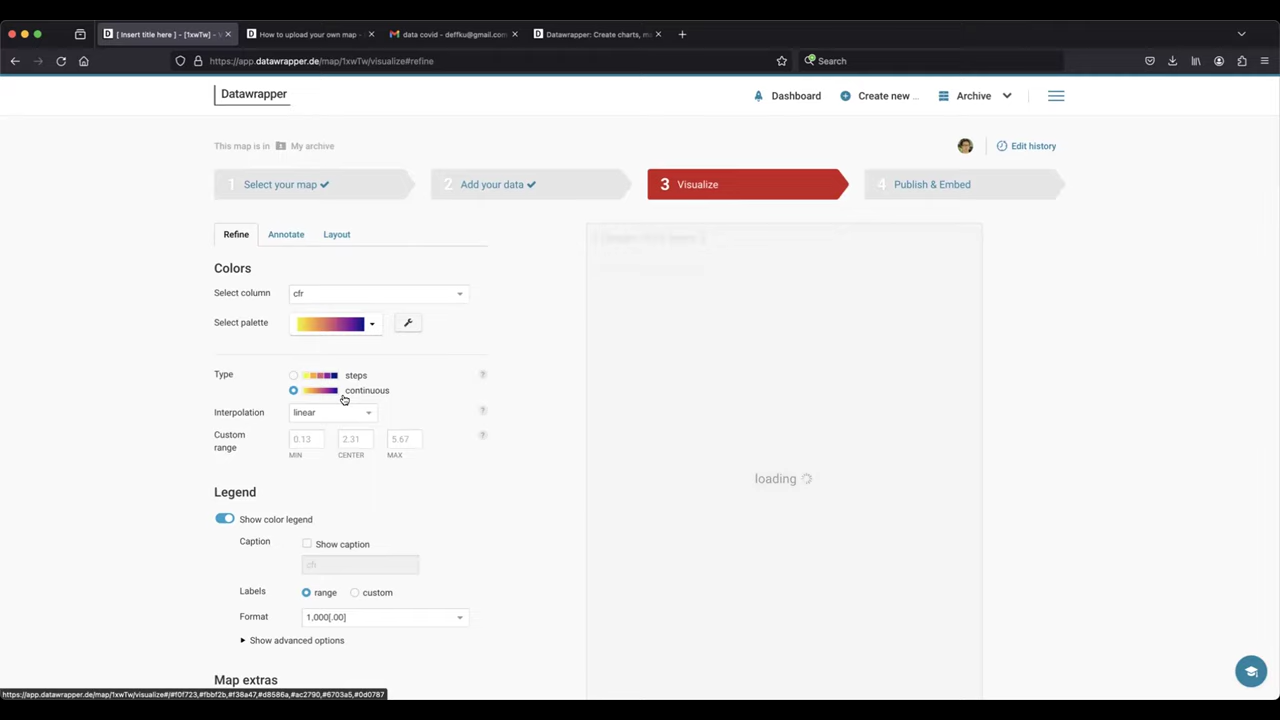 [ Insert title here ] - [1xwTw] -
How to upload your own map -
data covid - deffku@gmail.com
Datawrapper: Create charts, m
https://app.datawrapper.de/map/1xwTw/visualize#refine
Search
Datawrapper
Dashboard
Create new ...
Archive
This map is in
My archive
Edit history
1 Select your map
2 Add your data
3 Visualize
4 Publish & Embed
Refine
Annotate
Layout
Colors
Select column
cfr
Select palette
Type
steps
?
continuous
Interpolation
linear
?
Custom range
0.13
2.31
5.67
?
MIN
CENTER
MAX
loading
Legend
Show color legend
Caption
Show caption
cfr
Labels
range
custom
Format
1,000[.00]
Show advanced options
Map extras
https://app.datawrapper.de/map/1xwTw/visualize#/#f0f723,#fbbf2b,#f38a47,#d8586a,#ac2790,#6703a5,#0d0787